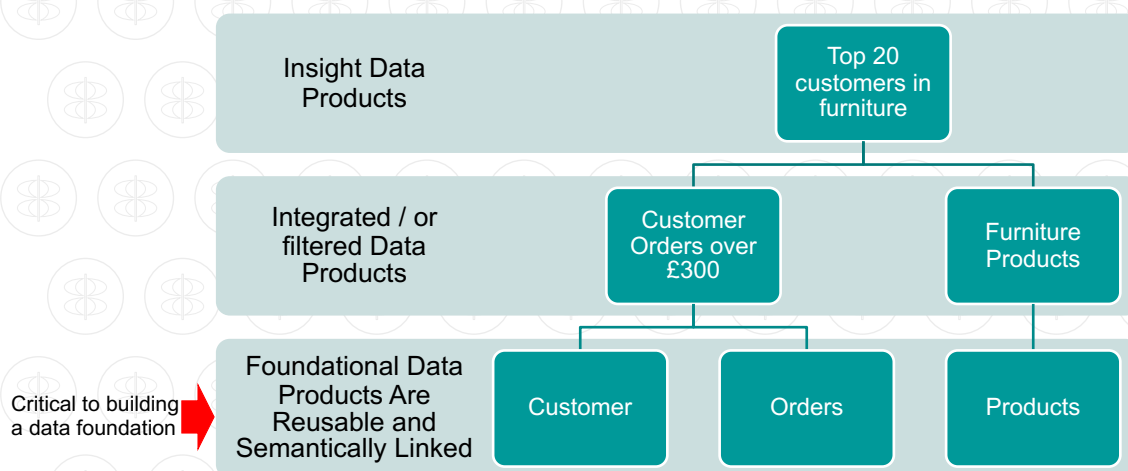 Insight Data
Products
Top 20
customers in
furniture
Integrated / or
filtered Data
Products
Customer
Orders over
£300
Furniture
Products
Critical to building
a data foundation
Foundational Data
Products Are
Reusable and
Semantically Linked
Customer
Orders
Products